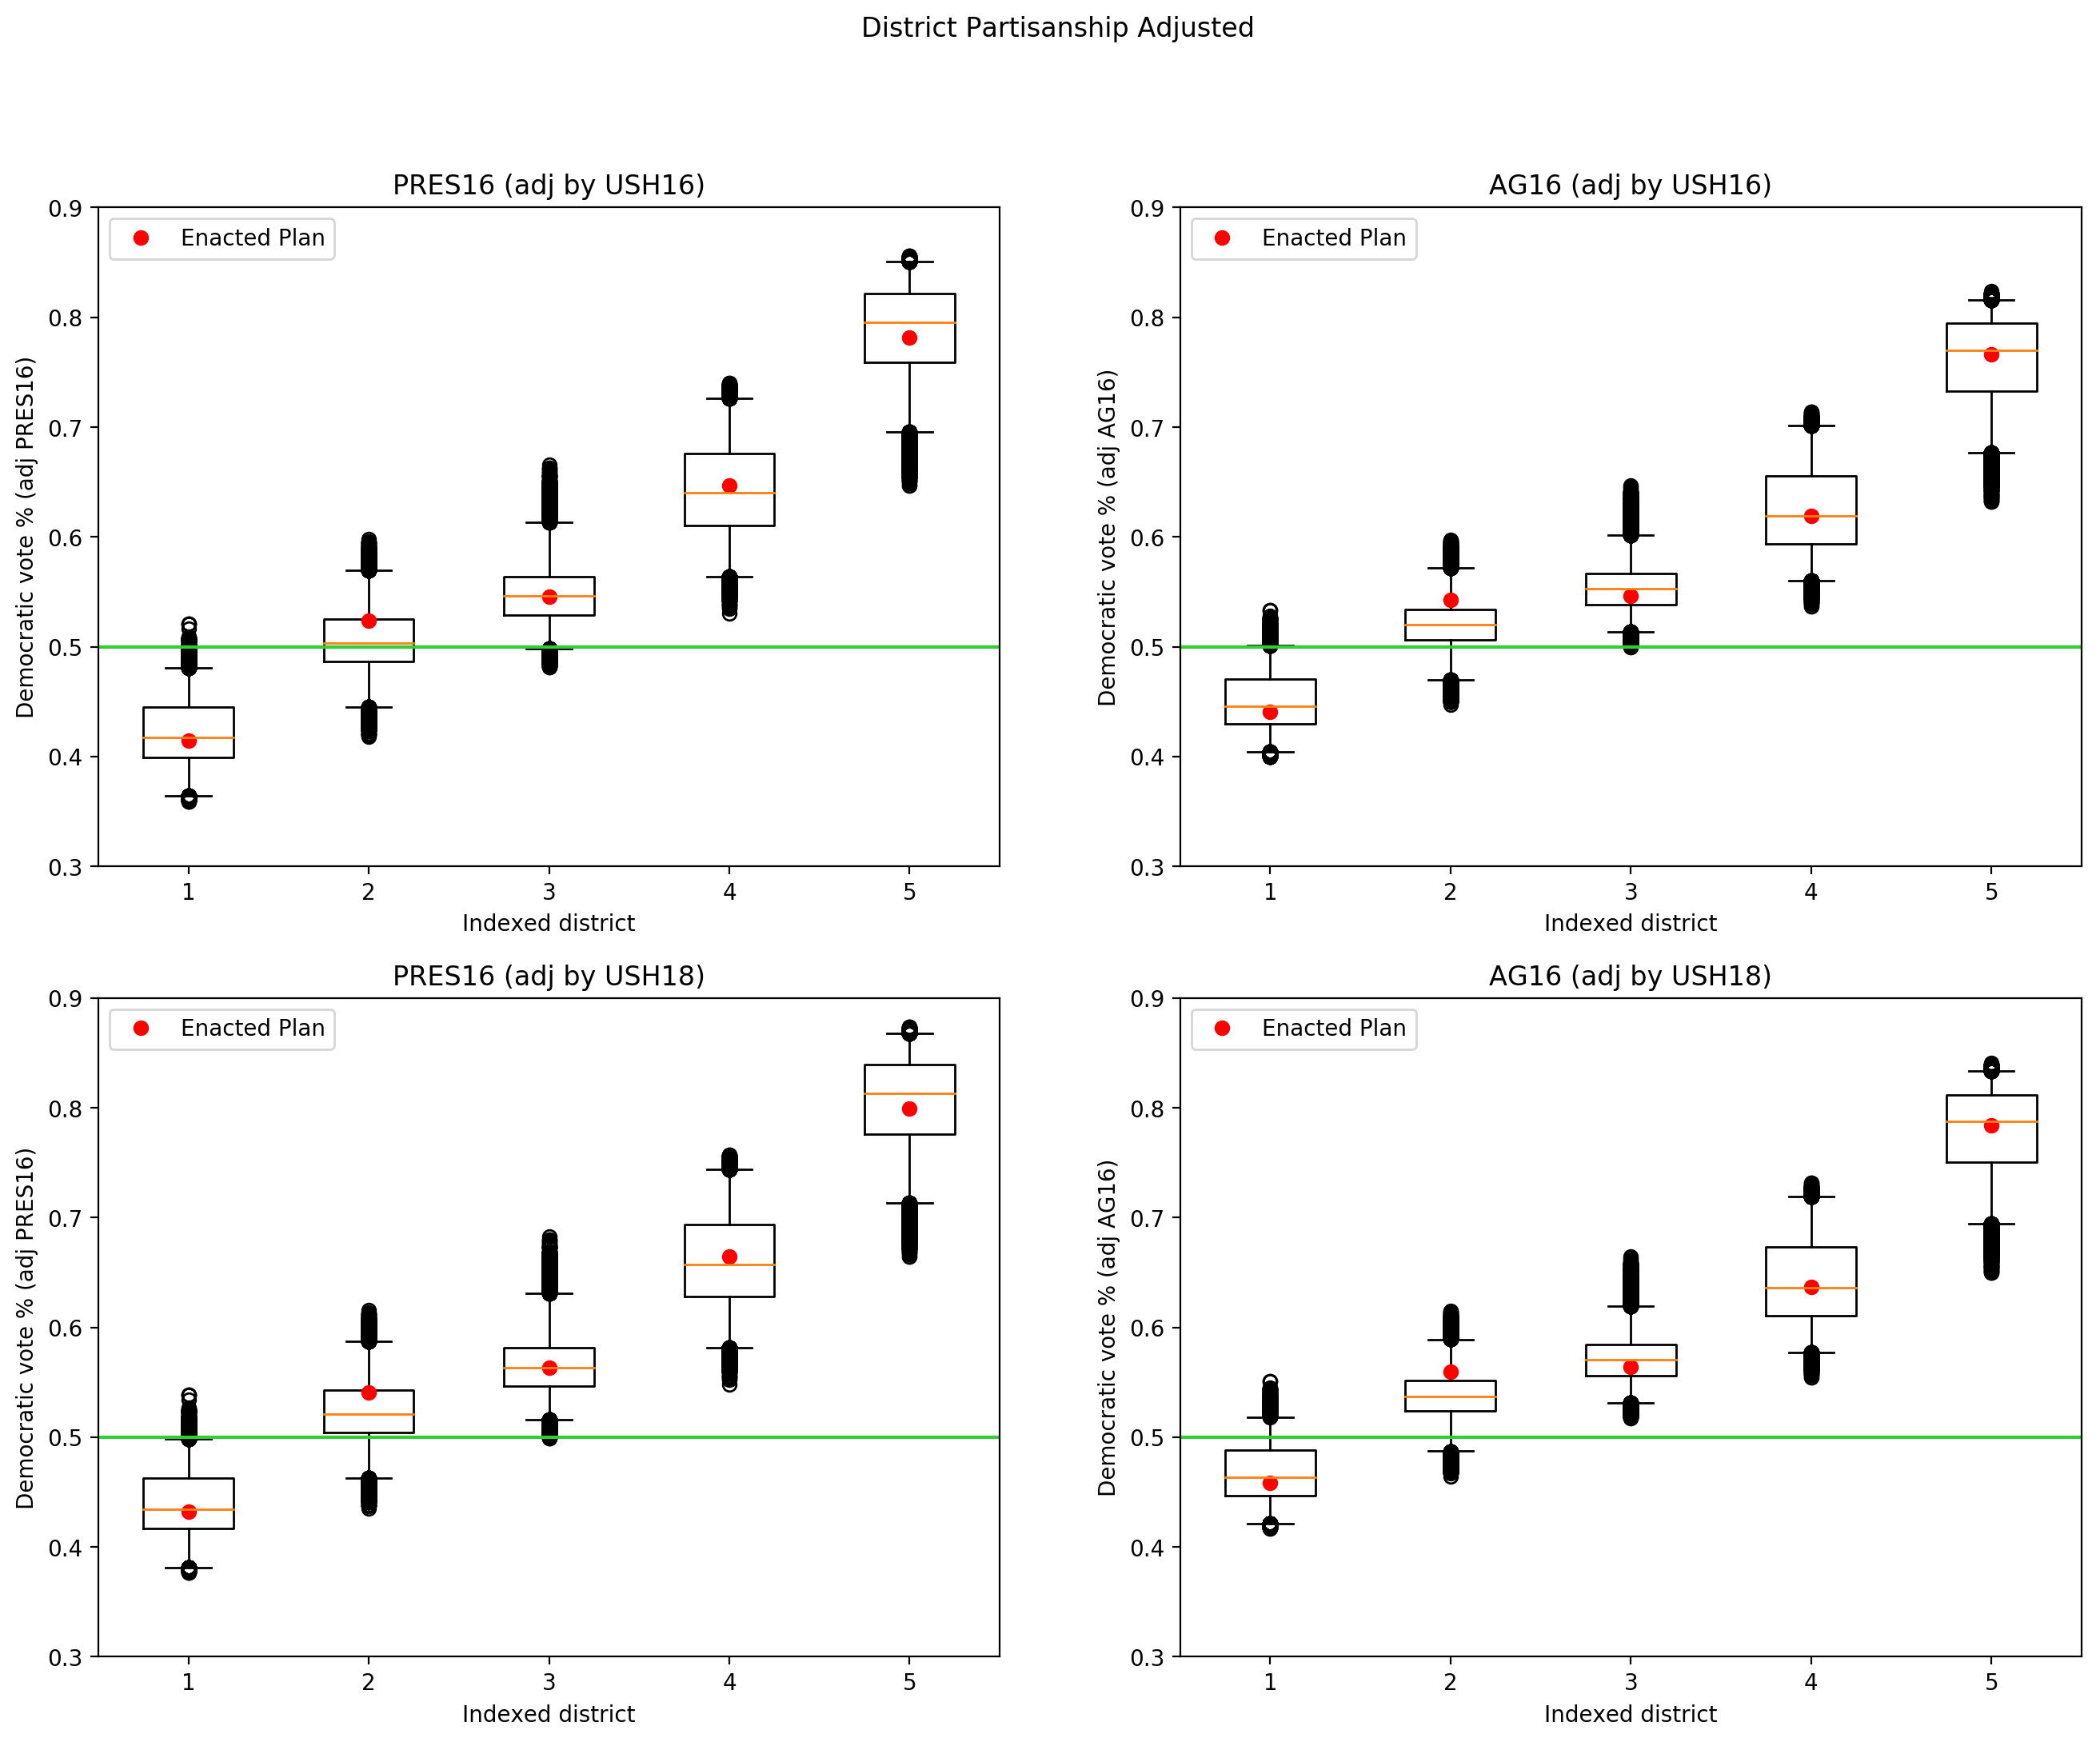 District Partisanship Adjusted
PRES16 (adj by USH16)
Enacted Plan
Democratic vote % (adj PRES16)
0.9
0.8
0.7
0.6
0.5
0.4
0.3
1 2 3 4 5
Indexed district
AG16 (adj by USH16)
Enacted Plan
Democratic vote % (adj AG16)
0.9
0.8
0.7
0.6
0.5
0.4
0.3
1 2 3 4 5
Indexed district
PRES16 (adj by USH18)
Enacted Plan
Democratic vote % (adj PRES16)
0.9
0.8
0.7
0.6
0.5
0.4
0.3
1 2 3 4 5
Indexed district
AG16 (adj by USH18)
Enacted Plan
Democratic vote % (adj AG16)
0.9
0.8
0.7
0.6
0.5
0.4
0.3
1 2 3 4 5
Indexed district